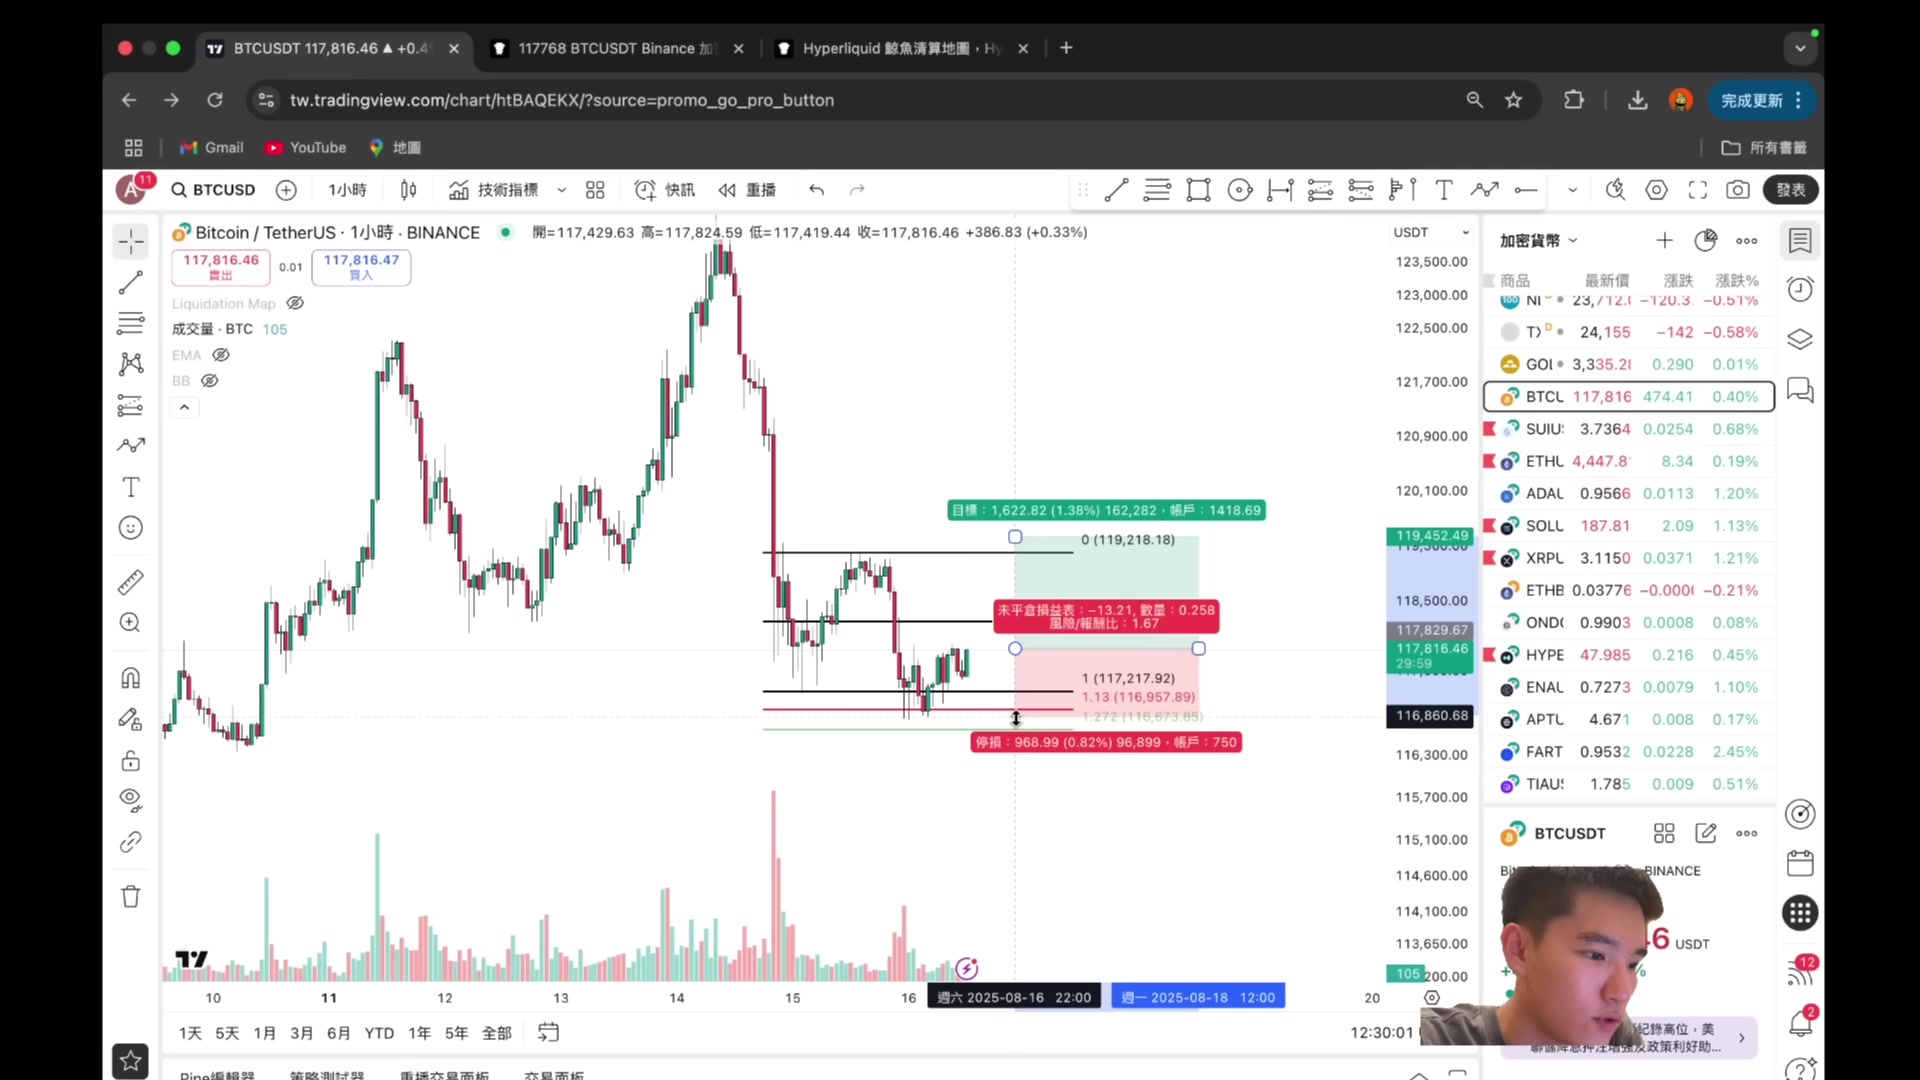 BTCUSDT 117,816.46 ▲ +0.4
117768 BTCUSDT Binance 加
Hyperliquid 鯨魚清算地圖，Hy
tw.tradingview.com/chart/htBAQEKX/?source=promo_go_pro_button
完成更新
Gmail
YouTube
地圖
所有書籤
A 11
BTCUSD
1小時
技術指標
快訊
重播
發表
Bitcoin / TetherUS · 1小時 · BINANCE
開=117,429.63 高=117,824.59 低=117,419.44 收=117,816.46 +386.83 (+0.33%)
117,816.46
賣出
0.01
117,816.47
買入
Liquidation Map
成交量 · BTC 105
EMA
BB
USDT
123,500.00
123,000.00
122,500.00
121,700.00
120,900.00
120,100.00
119,452.49
118,500.00
117,829.67
117,816.46
29:59
116,860.68
116,300.00
115,700.00
115,100.00
114,600.00
114,100.00
113,650.00
105
200.00
目標：1,622.82 (1.38%) 162,282，帳戶：1418.69
0 (119,218.18)
未平倉損益表：−13.21, 數量：0.258
風險/報酬比：1.67
1 (117,217.92)
1.13 (116,957.89)
1.272 (116,673.85)
停損：968.99 (0.82%) 96,899，帳戶：750
10 11 12 13 14 15 16
週六 2025-08-16 22:00
週一 2025-08-18 12:00
20
1天 5天 1月 3月 6月 YTD 1年 5年 全部
12:30:01
Pine編輯器 策略測試器 重播交易面板 交易面板
加密貨幣
商品 最新價 漲跌 漲跌%
−120.3 −0.51%
24,155 −142 −0.58%
GOL 3,335.28 0.290 0.01%
BTCU 117,816 474.41 0.40%
SUIU 3.7364 0.0254 0.68%
ETHU 4,447.8 8.34 0.19%
ADAU 0.9566 0.0113 1.20%
SOLU 187.81 2.09 1.13%
XRPU 3.1150 0.0371 1.21%
ETHB 0.03776 −0.0000 −0.21%
OND 0.9903 0.0008 0.08%
HYPE 47.985 0.216 0.45%
ENAU 0.7273 0.0079 1.10%
APTU 4.671 0.008 0.17%
FART 0.9532 0.0228 2.45%
TIAU 1.785 0.009 0.51%
BTCUSDT
BINANCE
6 USDT
%
紀錄高位，美
聯儲降息押注增強及政策利好助...
12
2